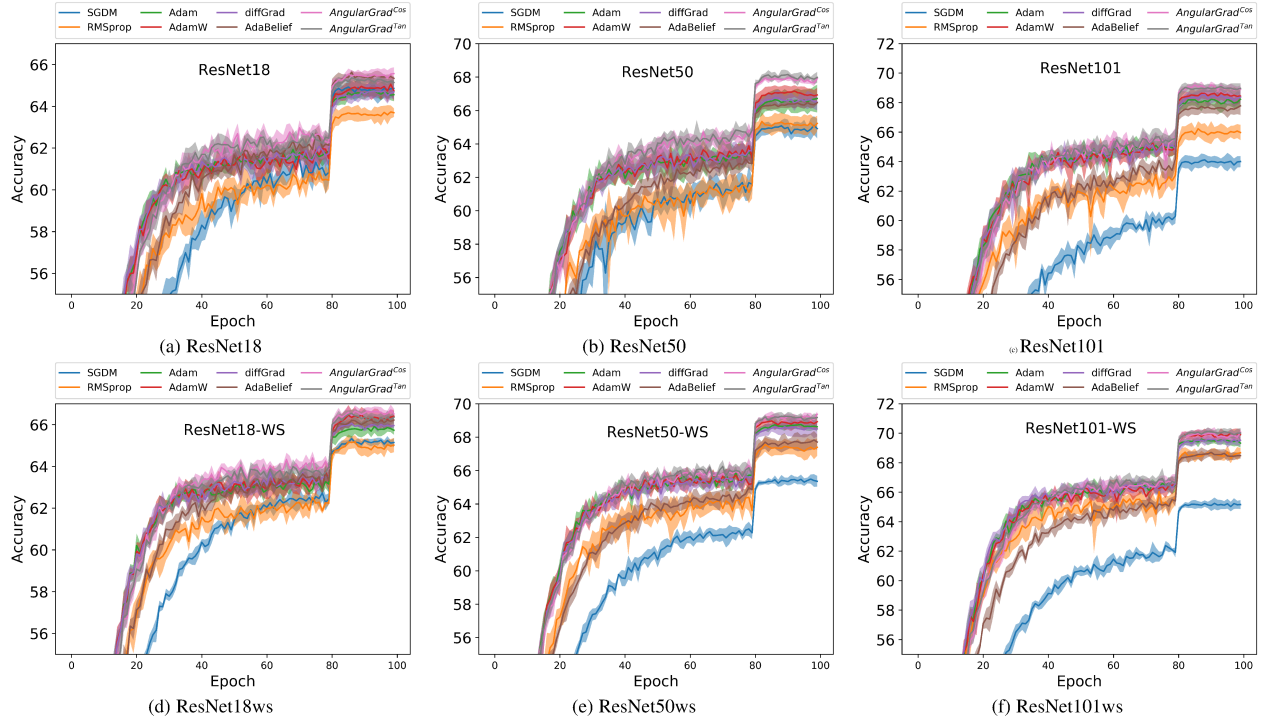 SGDM Adam diffGrad AngularGrad^Cos
RMSprop AdamW AdaBelief AngularGrad^Tan
ResNet18
Accuracy
66
64
62
60
58
56
0 20 40 60 80 100
Epoch
(a) ResNet18
SGDM Adam diffGrad AngularGrad^Cos
RMSprop AdamW AdaBelief AngularGrad^Tan
ResNet50
Accuracy
70
68
66
64
62
60
58
56
0 20 40 60 80 100
Epoch
(b) ResNet50
SGDM Adam diffGrad AngularGrad^Cos
RMSprop AdamW AdaBelief AngularGrad^Tan
ResNet101
Accuracy
72
70
68
66
64
62
60
58
56
0 20 40 60 80 100
Epoch
(c) ResNet101
SGDM Adam diffGrad AngularGrad^Cos
RMSprop AdamW AdaBelief AngularGrad^Tan
ResNet18-WS
Accuracy
66
64
62
60
58
56
0 20 40 60 80 100
Epoch
(d) ResNet18ws
SGDM Adam diffGrad AngularGrad^Cos
RMSprop AdamW AdaBelief AngularGrad^Tan
ResNet50-WS
Accuracy
70
68
66
64
62
60
58
56
0 20 40 60 80 100
Epoch
(e) ResNet50ws
SGDM Adam diffGrad AngularGrad^Cos
RMSprop AdamW AdaBelief AngularGrad^Tan
ResNet101-WS
Accuracy
72
70
68
66
64
62
60
58
56
0 20 40 60 80 100
Epoch
(f) ResNet101ws